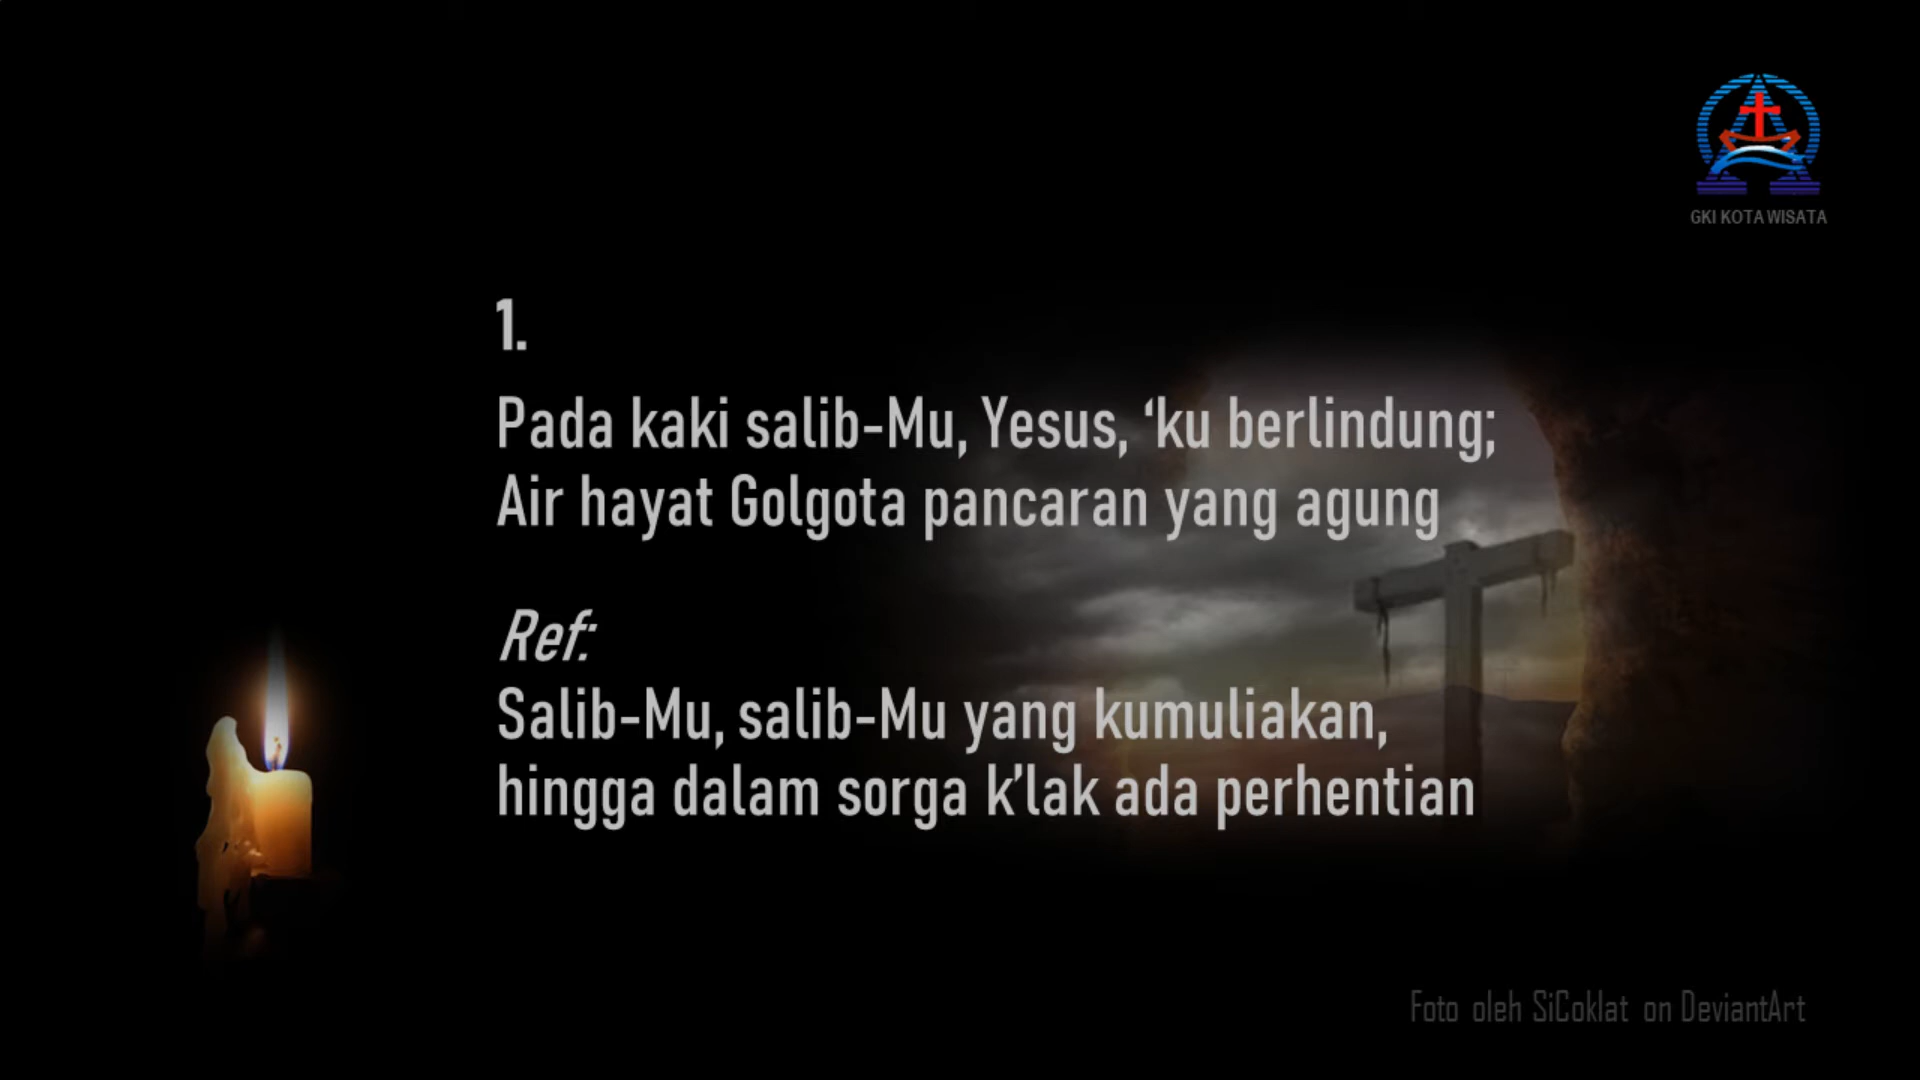 GKI KOTA WISATA
1.
Pada kaki salib-Mu, Yesus, ‘ku berlindung;
Air hayat Golgota pancaran yang agung
Ref:
Salib-Mu, salib-Mu yang kumuliakan,
hingga dalam sorga k’lak ada perhentian
Foto oleh SiCoklat on DeviantArt